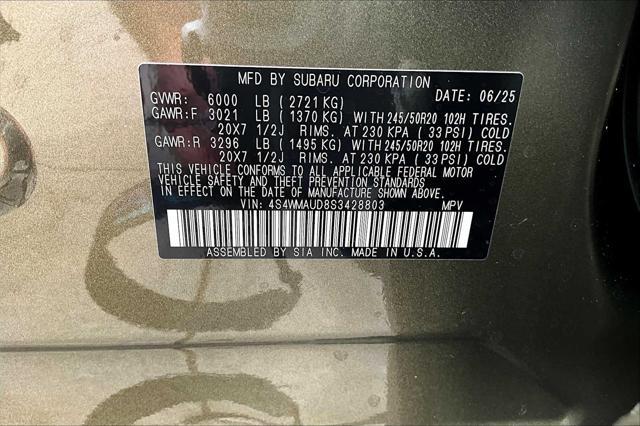 MFD BY SUBARU CORPORATION
GVWR: 6000 LB ( 2721 KG) DATE: 06/25
GAWR:F 3021 LB ( 1370 KG) WITH 245/50R20 102H TIRES.
20X7 1/2J RIMS. AT 230 KPA ( 33 PSI) COLD
GAWR:R 3296 LB ( 1495 KG) WITH 245/50R20 102H TIRES.
20X7 1/2J RIMS. AT 230 KPA ( 33 PSI) COLD
THIS VEHICLE CONFORMS TO ALL APPLICABLE FEDERAL MOTOR
VEHICLE SAFETY AND THEFT PREVENTION STANDARDS
IN EFFECT ON THE DATE OF MANUFACTURE SHOWN ABOVE.
VIN: 4S4WMAUD8S3428803 MPV
ASSEMBLED BY SIA INC. MADE IN U.S.A.